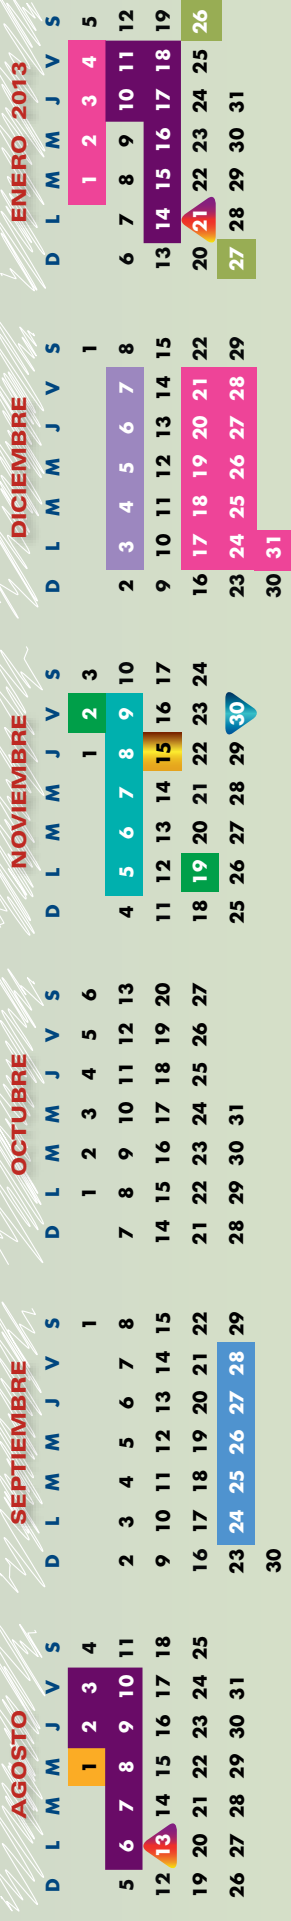 AGOSTO
D L M M J V S
1 2 3 4
5 6 7 8 9 10 11
12 13 14 15 16 17 18
19 20 21 22 23 24 25
26 27 28 29 30 31
SEPTIEMBRE
D L M M J V S
1
2 3 4 5 6 7 8
9 10 11 12 13 14 15
16 17 18 19 20 21 22
23 24 25 26 27 28 29
30
OCTUBRE
D L M M J V S
1 2 3 4 5 6
7 8 9 10 11 12 13
14 15 16 17 18 19 20
21 22 23 24 25 26 27
28 29 30 31
NOVIEMBRE
D L M M J V S
1 2 3
4 5 6 7 8 9 10
11 12 13 14 15 16 17
18 19 20 21 22 23 24
25 26 27 28 29 30
DICIEMBRE
D L M M J V S
1
2 3 4 5 6 7 8
9 10 11 12 13 14 15
16 17 18 19 20 21 22
23 24 25 26 27 28 29
30 31
ENERO 2013
D L M M J V S
1 2 3 4 5
6 7 8 9 10 11 12
13 14 15 16 17 18 19
20 21 22 23 24 25 26
27 28 29 30 31